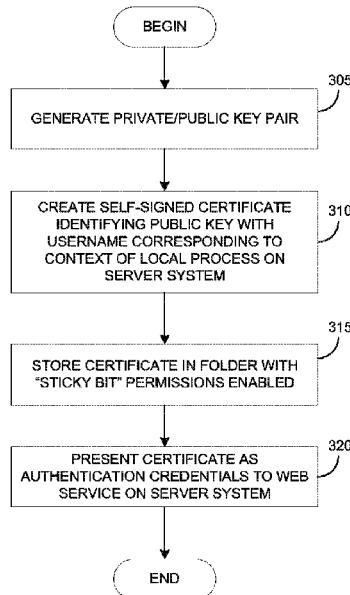 BEGIN
305
GENERATE PRIVATE/PUBLIC KEY PAIR
CREATE SELF-SIGNED CERTIFICATE
IDENTIFYING PUBLIC KEY WITH
USERNAME CORRESPONDING TO
CONTEXT OF LOCAL PROCESS ON
SERVER SYSTEM
310
315
STORE CERTIFICATE IN FOLDER WITH
"STICKY BIT" PERMISSIONS ENABLED
320
PRESENT CERTIFICATE AS
AUTHENTICATION CREDENTIALS TO WEB
SERVICE ON SERVER SYSTEM
END